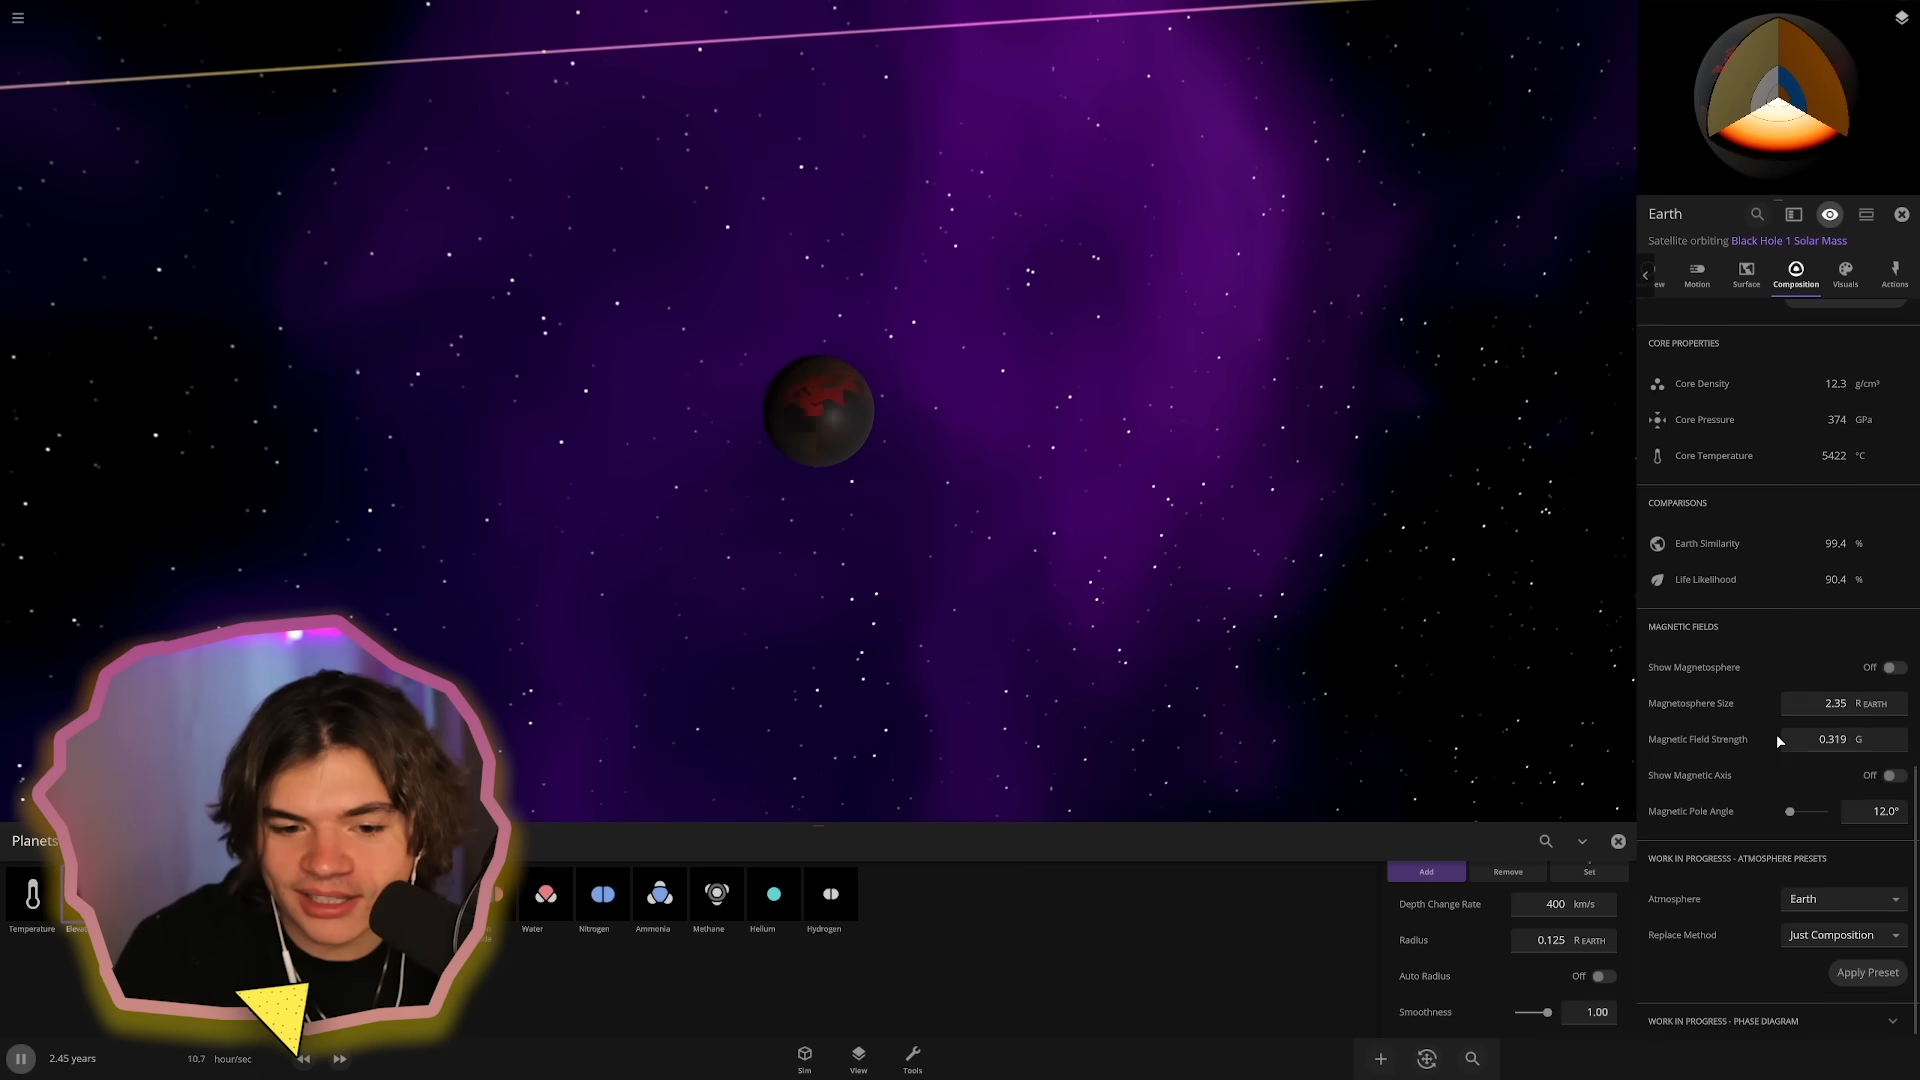 Earth
Satellite orbiting Black Hole 1 Solar Mass
Motion
Surface
Composition
Visuals
Actions
CORE PROPERTIES
Core Density 12.3 g/cm³
Core Pressure 374 GPa
Core Temperature 5422 °C
COMPARISONS
Earth Similarity 99.4 %
Life Likelihood 90.4 %
MAGNETIC FIELDS
Show Magnetosphere Off
Magnetosphere Size 2.35 R EARTH
Magnetic Field Strength 0.319 G
Show Magnetic Axis Off
Magnetic Pole Angle 12.0°
WORK IN PROGRESSS - ATMOSPHERE PRESETS
Atmosphere Earth
Replace Method Just Composition
Apply Preset
WORK IN PROGRESS - PHASE DIAGRAM
Planets
Temperature
Water
Nitrogen
Ammonia
Methane
Helium
Hydrogen
Add Remove Set
Depth Change Rate 400 km/s
Radius 0.125 R EARTH
Auto Radius Off
Smoothness 1.00
2.45 years
10.7 hour/sec
Sim
View
Tools